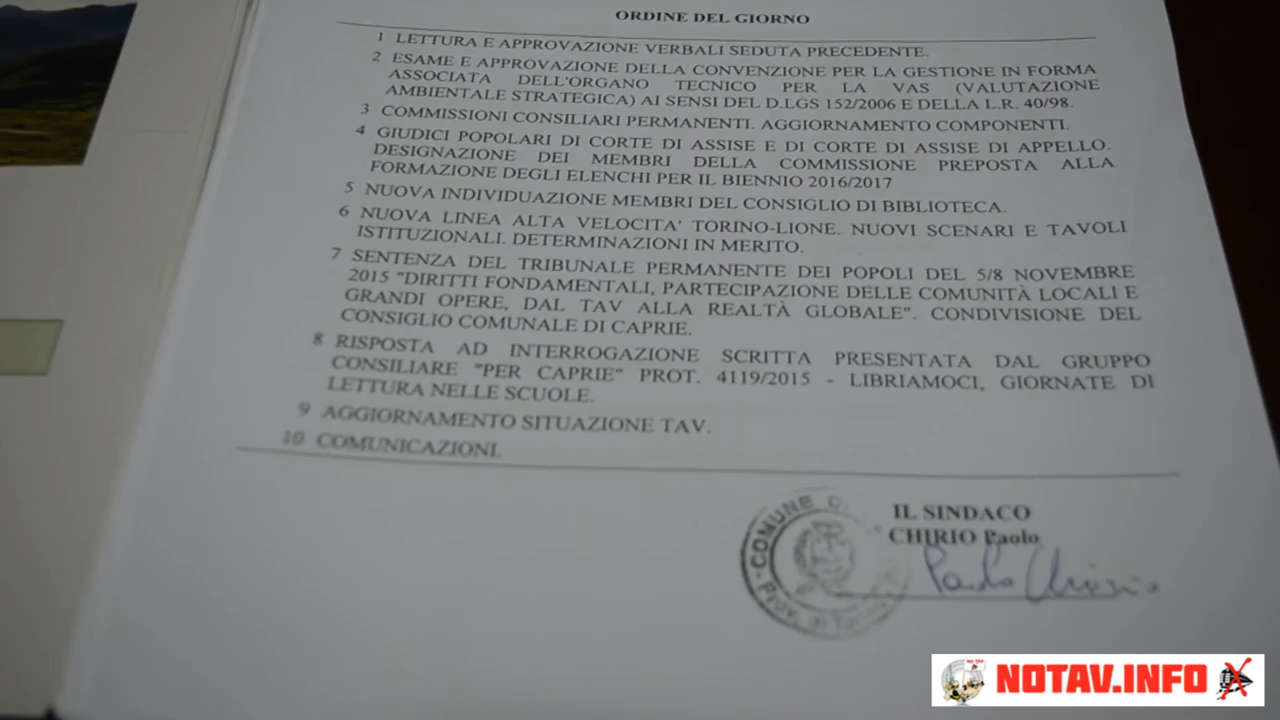 ORDINE DEL GIORNO
1 LETTURA E APPROVAZIONE VERBALI SEDUTA PRECEDENTE.
2 ESAME E APPROVAZIONE DELLA CONVENZIONE PER LA GESTIONE IN FORMA
ASSOCIATA DELL'ORGANO TECNICO PER LA VAS (VALUTAZIONE
AMBIENTALE STRATEGICA) AI SENSI DEL D.LGS 152/2006 E DELLA L.R. 40/98.
3 COMMISSIONI CONSILIARI PERMANENTI. AGGIORNAMENTO COMPONENTI.
4 GIUDICI POPOLARI DI CORTE DI ASSISE E DI CORTE DI ASSISE DI APPELLO.
DESIGNAZIONE DEI MEMBRI DELLA COMMISSIONE PREPOSTA ALLA
FORMAZIONE DEGLI ELENCHI PER IL BIENNIO 2016/2017
5 NUOVA INDIVIDUAZIONE MEMBRI DEL CONSIGLIO DI BIBLIOTECA.
6 NUOVA LINEA ALTA VELOCITA' TORINO-LIONE. NUOVI SCENARI E TAVOLI
ISTITUZIONALI. DETERMINAZIONI IN MERITO.
7 SENTENZA DEL TRIBUNALE PERMANENTE DEI POPOLI DEL 5/8 NOVEMBRE
2015 "DIRITTI FONDAMENTALI, PARTECIPAZIONE DELLE COMUNITÀ LOCALI E
GRANDI OPERE, DAL TAV ALLA REALTÀ GLOBALE". CONDIVISIONE DEL
CONSIGLIO COMUNALE DI CAPRIE.
8 RISPOSTA AD INTERROGAZIONE SCRITTA PRESENTATA DAL GRUPPO
CONSILIARE "PER CAPRIE" PROT. 4119/2015 - LIBRIAMOCI, GIORNATE DI
LETTURA NELLE SCUOLE.
9 AGGIORNAMENTO SITUAZIONE TAV.
10 COMUNICAZIONI.
IL SINDACO
CHIRIO Paolo
Paolo Chirio
COMUNE
Prov. di
NOTAV.INFO